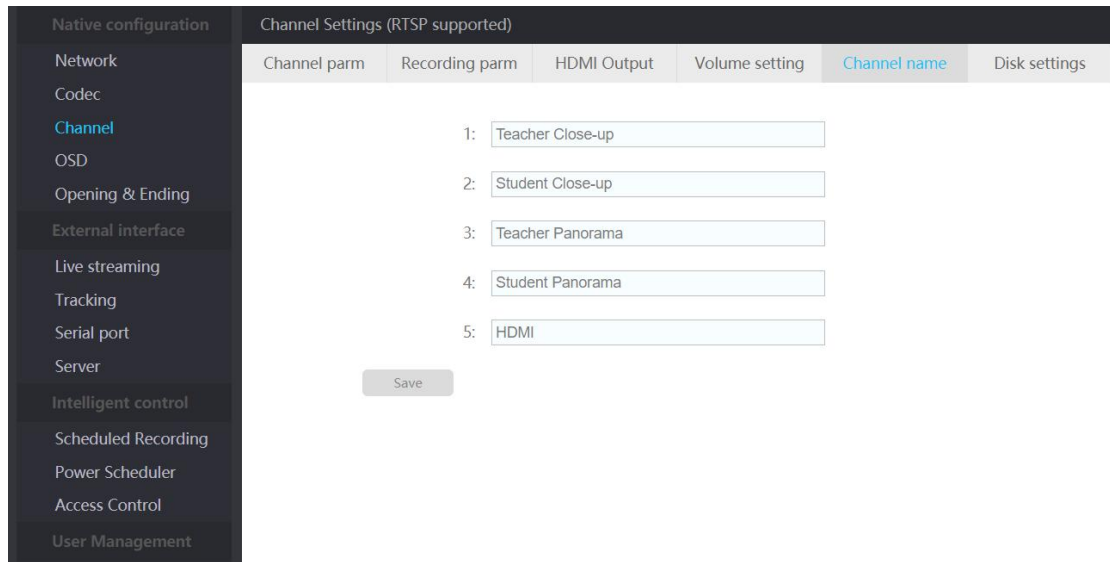 Native configuration
Network
Codec
Channel
OSD
Opening & Ending
External interface
Live streaming
Tracking
Serial port
Server
Intelligent control
Scheduled Recording
Power Scheduler
Access Control
User Management
Channel Settings (RTSP supported)
Channel parm Recording parm HDMI Output Volume setting Channel name Disk settings
1: Teacher Close-up
2: Student Close-up
3: Teacher Panorama
4: Student Panorama
5: HDMI
Save